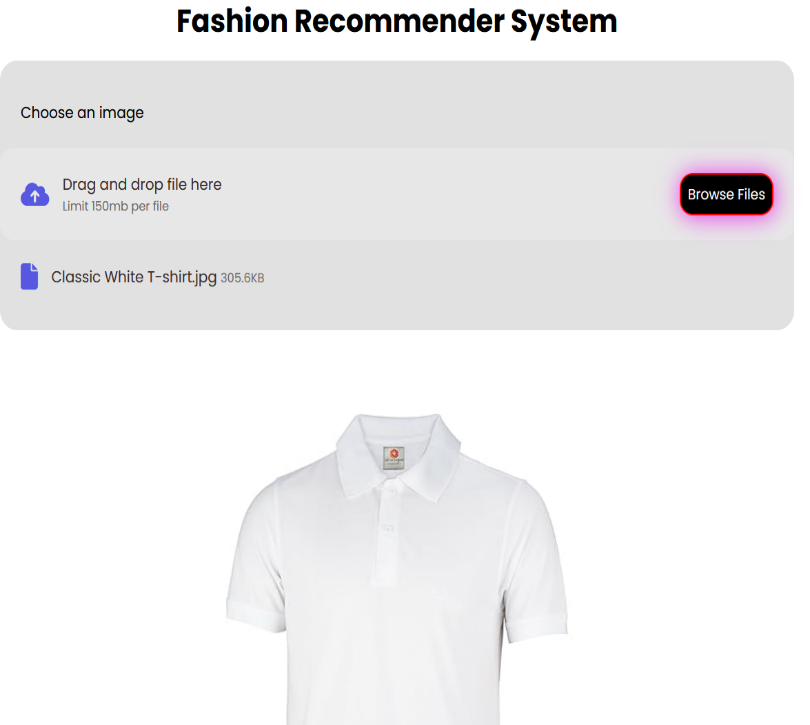 Fashion Recommender System
Choose an image
Drag and drop file here
Limit 150mb per file
Browse Files
Classic White T-shirt.jpg 305.6KB